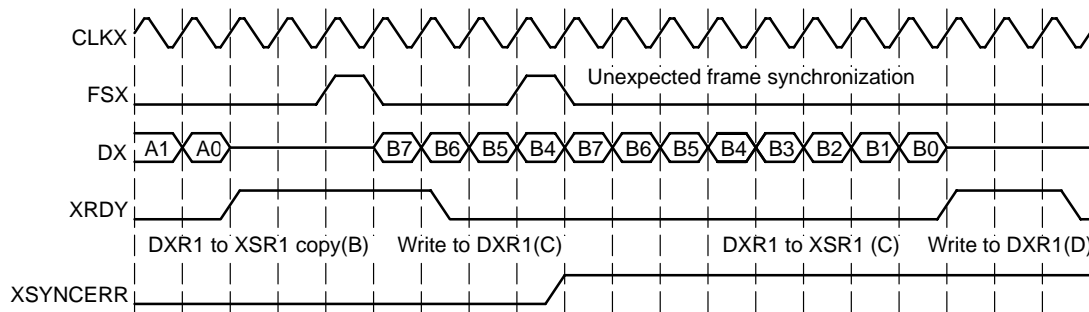 CLKX
FSX
Unexpected frame synchronization
DX
A1 A0 B7 B6 B5 B4 B7 B6 B5 B4 B3 B2 B1 B0
XRDY
DXR1 to XSR1 copy(B) Write to DXR1(C) DXR1 to XSR1 (C) Write to DXR1(D)
XSYNCERR